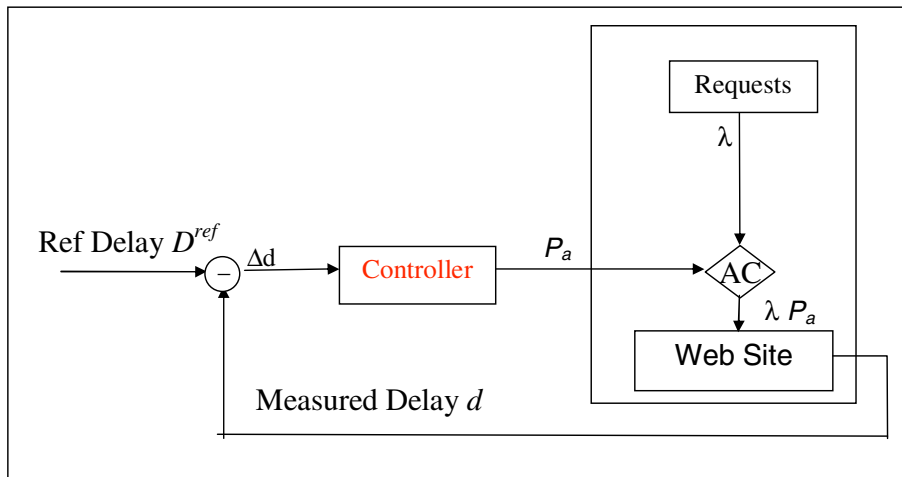 Requests
λ
Ref Delay D^ref
−
Δd
Controller
P_a
AC
λ P_a
Web Site
Measured Delay d